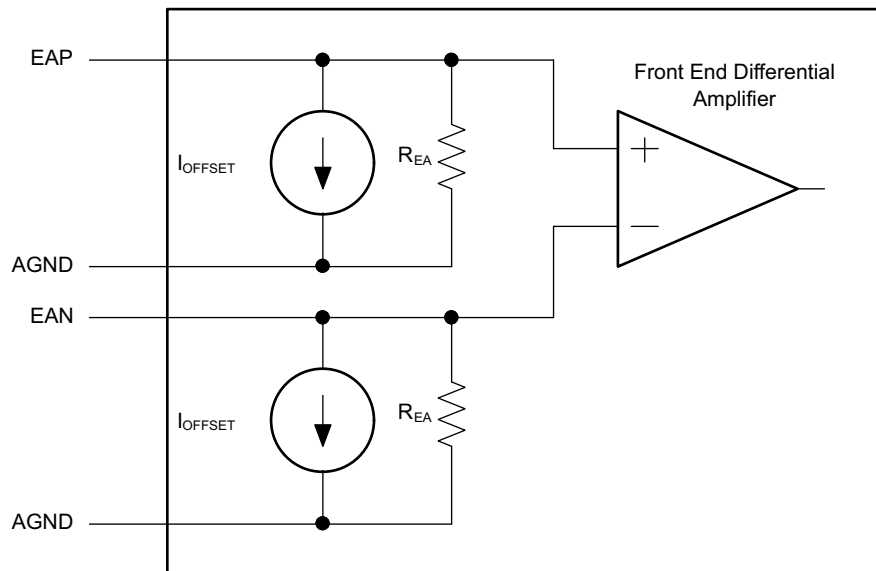 EAP
Front End Differential
Amplifier
IOFFSET
REA
AGND
EAN
IOFFSET
REA
AGND